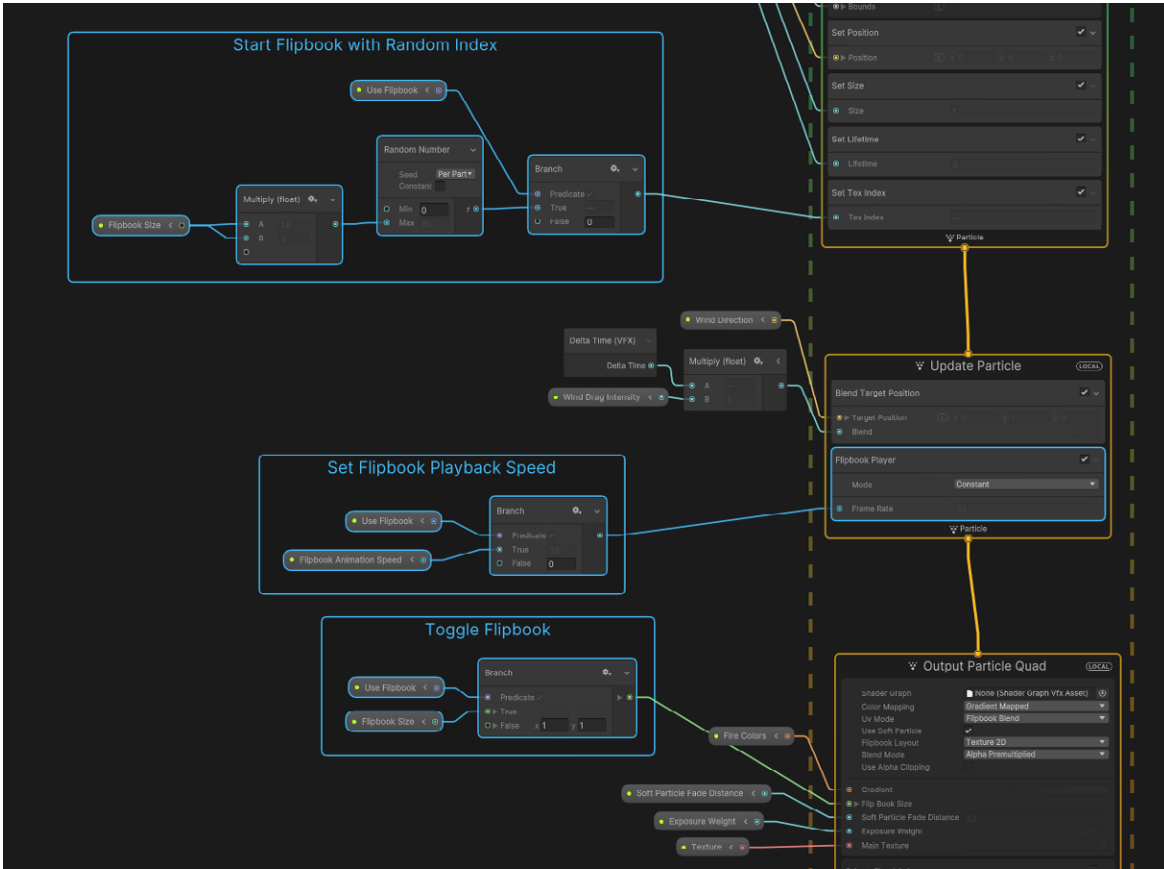 Bounds
Set Position
Position x 0 y 0 z 0
Set Size
Size 1
Set Lifetime
Lifetime 3
Set Tex Index
Tex Index
Particle
Start Flipbook with Random Index
Use Flipbook
Random Number
Seed Per Part
Constant
Min 0 r
Max
Branch
Predicate
True
False 0
Multiply (float)
A
B
Flipbook Size
Wind Direction
Delta Time (VFX)
Delta Time
Multiply (float)
A
B
Wind Drag Intensity
Update Particle LOCAL
Blend Target Position
Target Position
Blend
Flipbook Player
Mode Constant
Frame Rate
Particle
Set Flipbook Playback Speed
Use Flipbook
Flipbook Animation Speed
Branch
Predicate
True
False 0
Toggle Flipbook
Use Flipbook
Flipbook Size
Branch
Predicate
True
False x 1 y 1
Fire Colors
Soft Particle Fade Distance
Exposure Weight
Texture
Output Particle Quad LOCAL
Shader Graph None (Shader Graph Vfx Asset)
Color Mapping Gradient Mapped
Uv Mode Flipbook Blend
Use Soft Particle
Flipbook Layout Texture 2D
Blend Mode Alpha Premultiplied
Use Alpha Clipping
Gradient
Flip Book Size
Soft Particle Fade Distance
Exposure Weight
Main Texture